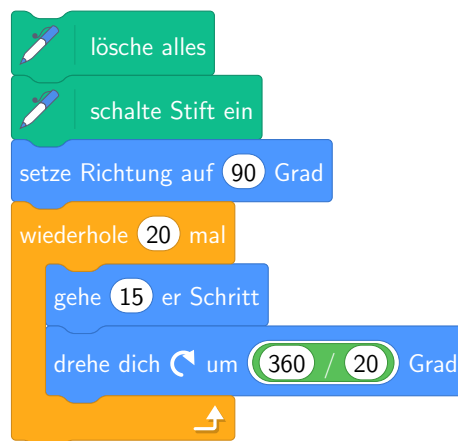 lösche alles
schalte Stift ein
setze Richtung auf 90 Grad
wiederhole 20 mal
gehe 15 er Schritt
drehe dich um 360 / 20 Grad